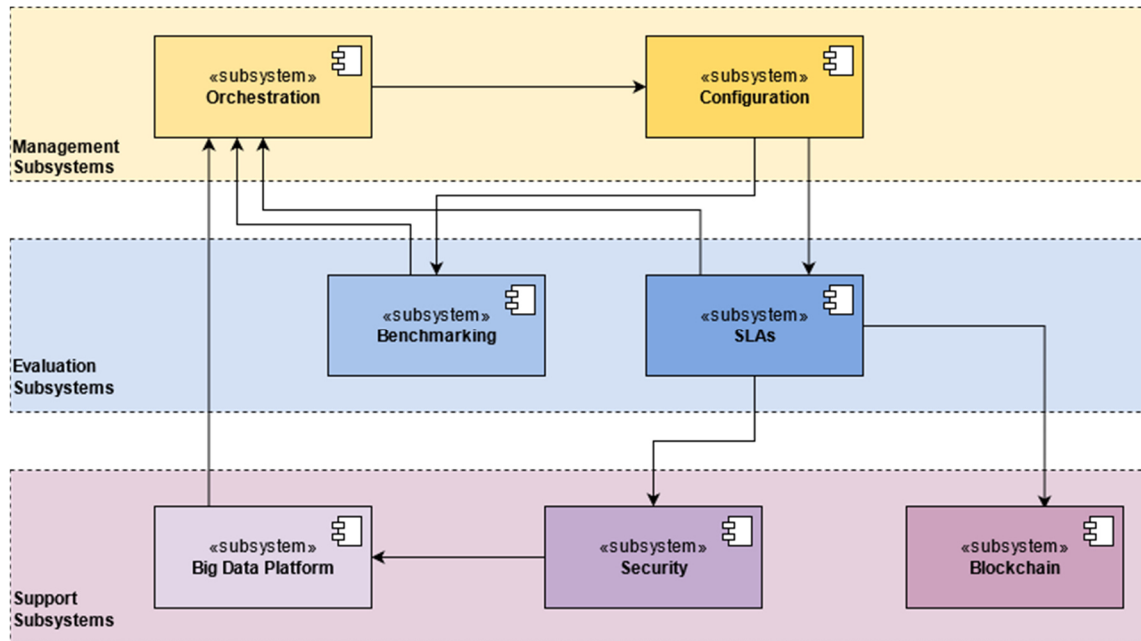 «subsystem»
Orchestration
«subsystem»
Configuration
Management
Subsystems
«subsystem»
Benchmarking
«subsystem»
SLAs
Evaluation
Subsystems
«subsystem»
Big Data Platform
«subsystem»
Security
«subsystem»
Blockchain
Support
Subsystems